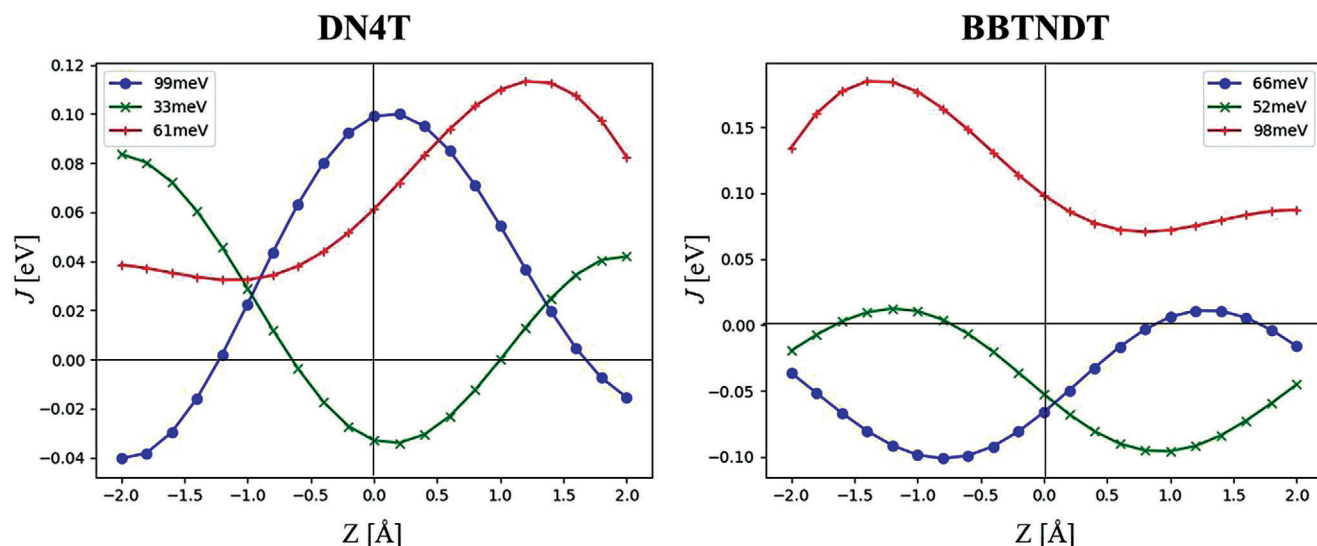 DN4T
BBTNDT
99meV
33meV
61meV
0.12
0.10
0.08
0.06
0.04
0.02
0.00
−0.02
−0.04
J [eV]
−2.0 −1.5 −1.0 −0.5 0.0 0.5 1.0 1.5 2.0
Z [Å]
66meV
52meV
98meV
0.15
0.10
0.05
0.00
−0.05
−0.10
J [eV]
−2.0 −1.5 −1.0 −0.5 0.0 0.5 1.0 1.5 2.0
Z [Å]